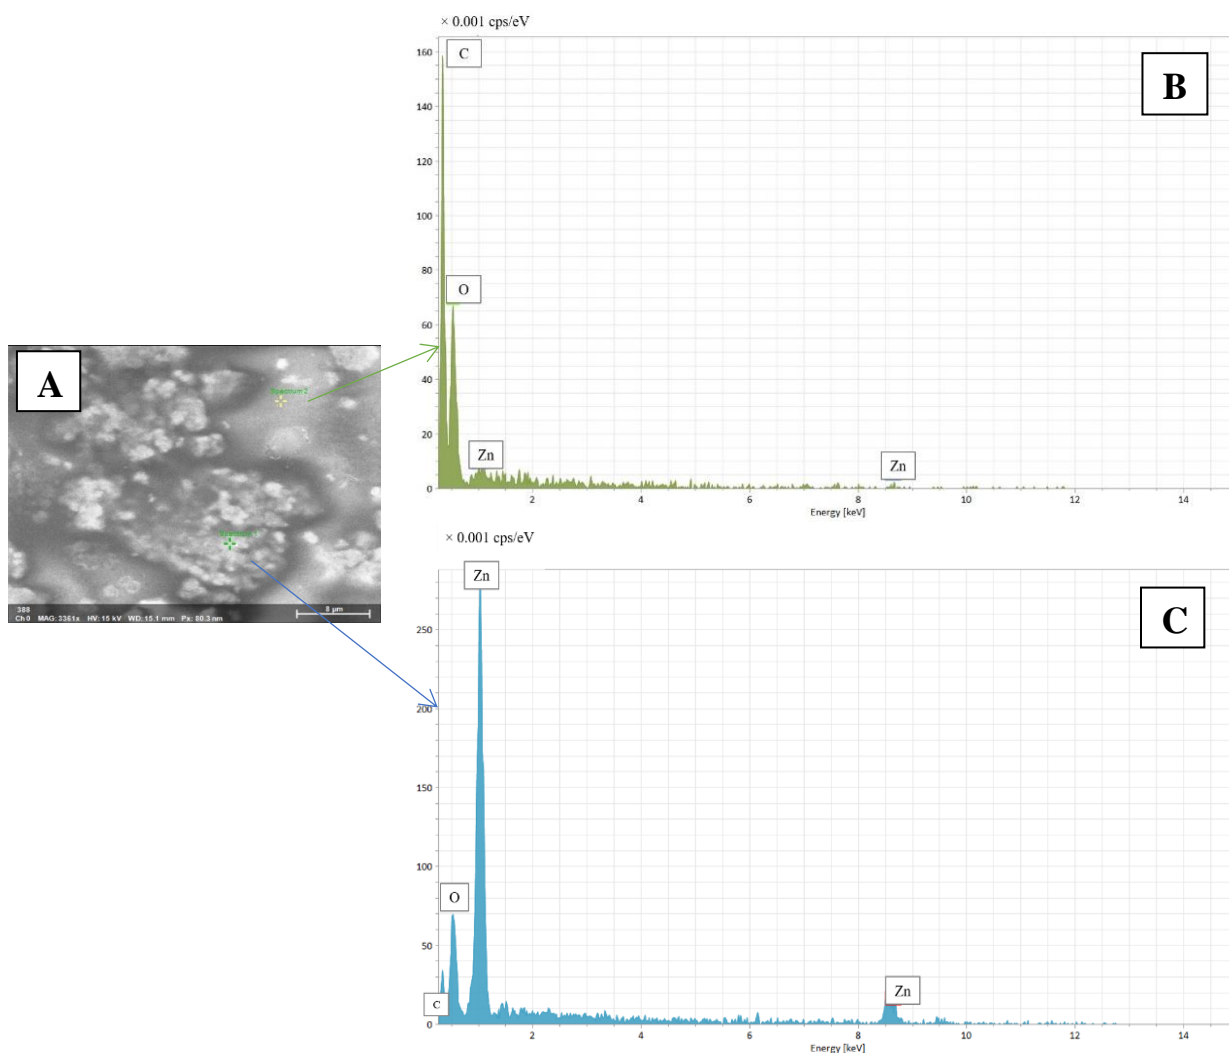 A
Spectrum 2
388
Ch 0 MAG: 3361x HV: 15 kV WD: 15.1 mm Px: 80.3 nm
8 µm
× 0.001 cps/eV
B
160
140
120
100
80
60
40
20
0
C
O
Zn
Zn
2 4 6 8 10 12 14
Energy [keV]
× 0.001 cps/eV
C
250
200
150
100
50
0
Zn
O
C
Zn
2 4 6 8 10 12 14
Energy [keV]